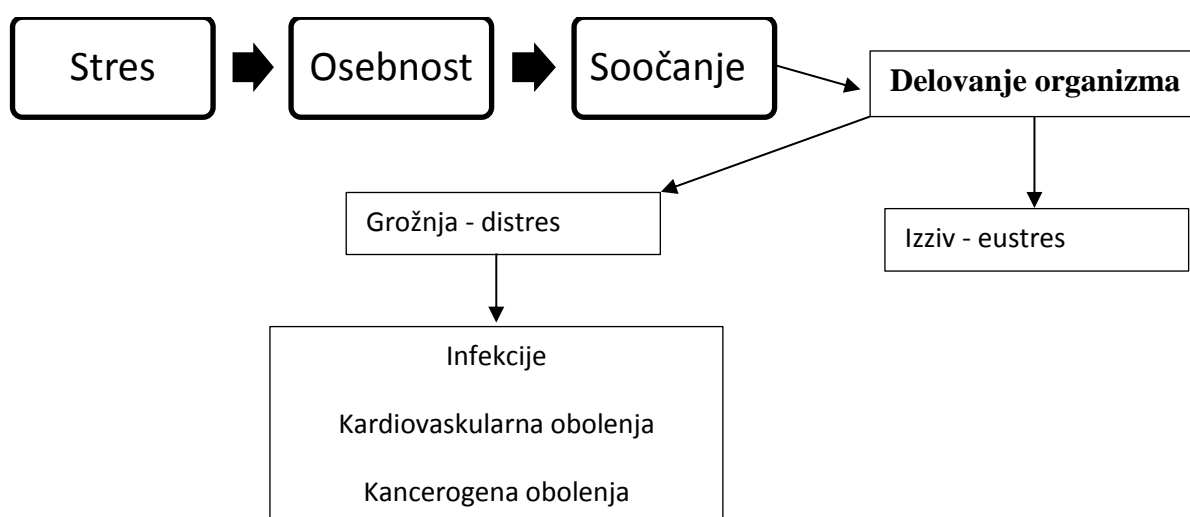 Stres
Osebnost
Soočanje
Delovanje organizma
Grožnja - distres
Izziv - eustres
Infekcije
Kardiovaskularna obolenja
Kancerogena obolenja